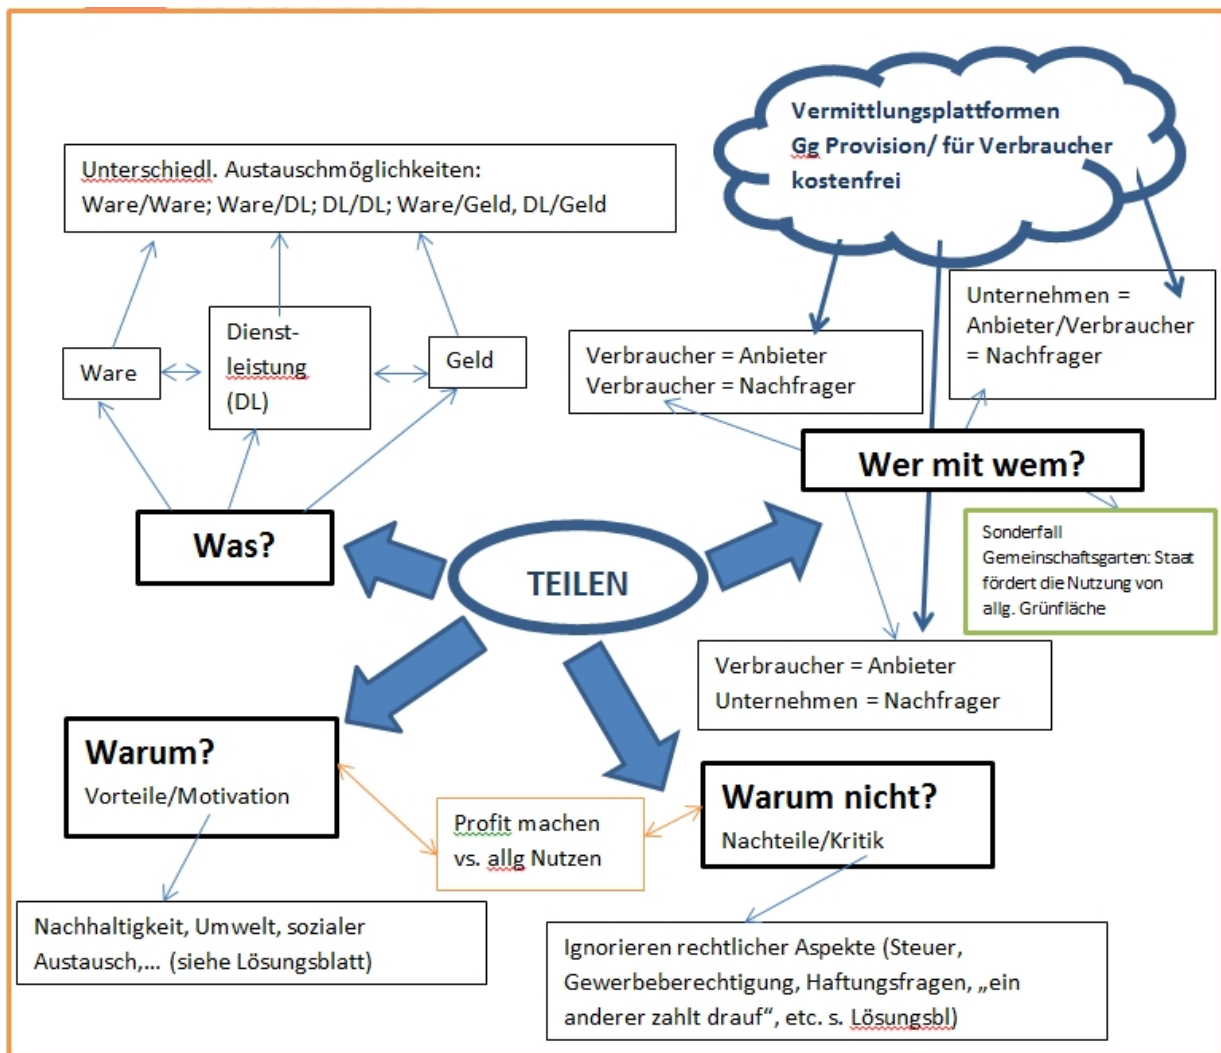 Vermittlungsplattformen
Gg Provision/ für Verbraucher
kostenfrei
Unterschiedl. Austauschmöglichkeiten:
Ware/Ware; Ware/DL; DL/DL; Ware/Geld, DL/Geld
Ware
Dienst-
leistung
(DL)
Geld
Verbraucher = Anbieter
Verbraucher = Nachfrager
Unternehmen =
Anbieter/Verbraucher
= Nachfrager
Wer mit wem?
Was?
TEILEN
Sonderfall
Gemeinschaftsgarten: Staat
fördert die Nutzung von
allg. Grünfläche
Verbraucher = Anbieter
Unternehmen = Nachfrager
Warum?
Vorteile/Motivation
Profit machen
vs. allg Nutzen
Warum nicht?
Nachteile/Kritik
Nachhaltigkeit, Umwelt, sozialer
Austausch,... (siehe Lösungsblatt)
Ignorieren rechtlicher Aspekte (Steuer,
Gewerbeberechtigung, Haftungsfragen, „ein
anderer zahlt drauf“, etc. s. Lösungsbl)